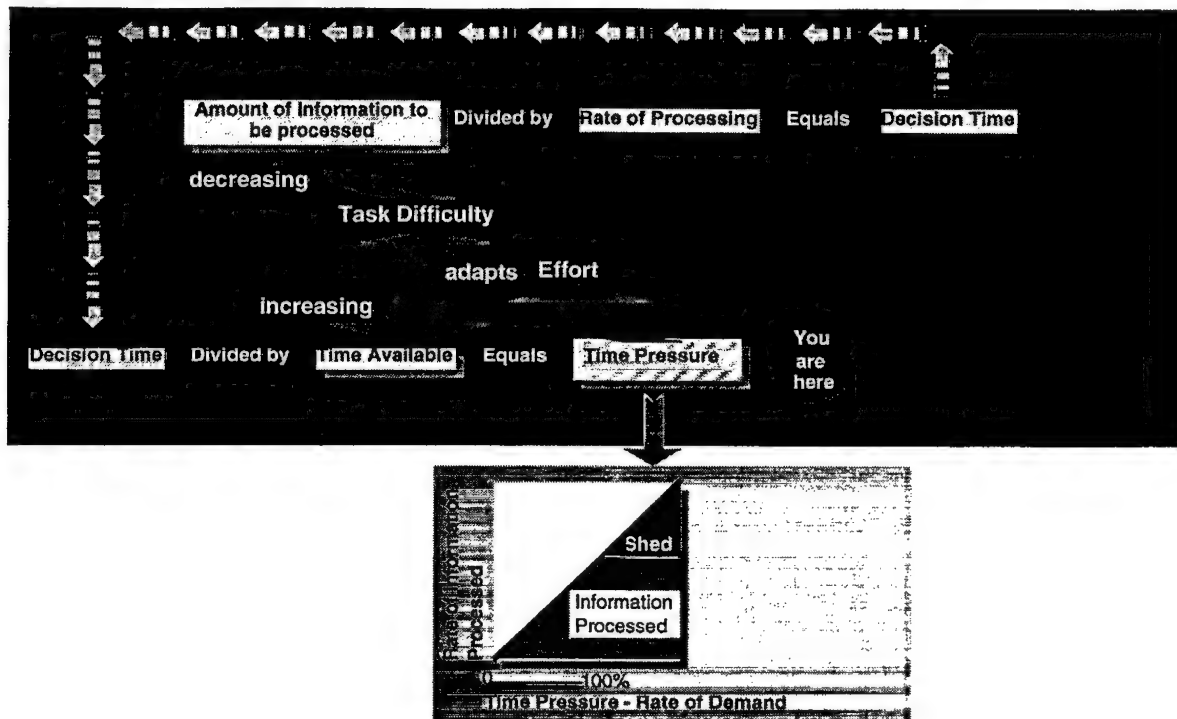 Amount of Information to
be processed
Divided by
Rate of Processing
Equals
Decision Time
decreasing
Task Difficulty
adapts
Effort
increasing
Decision Time
Divided by
Time Available
Equals
Time Pressure
You
are
here
Rate of Information
Processed
Shed
Information
Processed
0
100%
Time Pressure - Rate of Demand